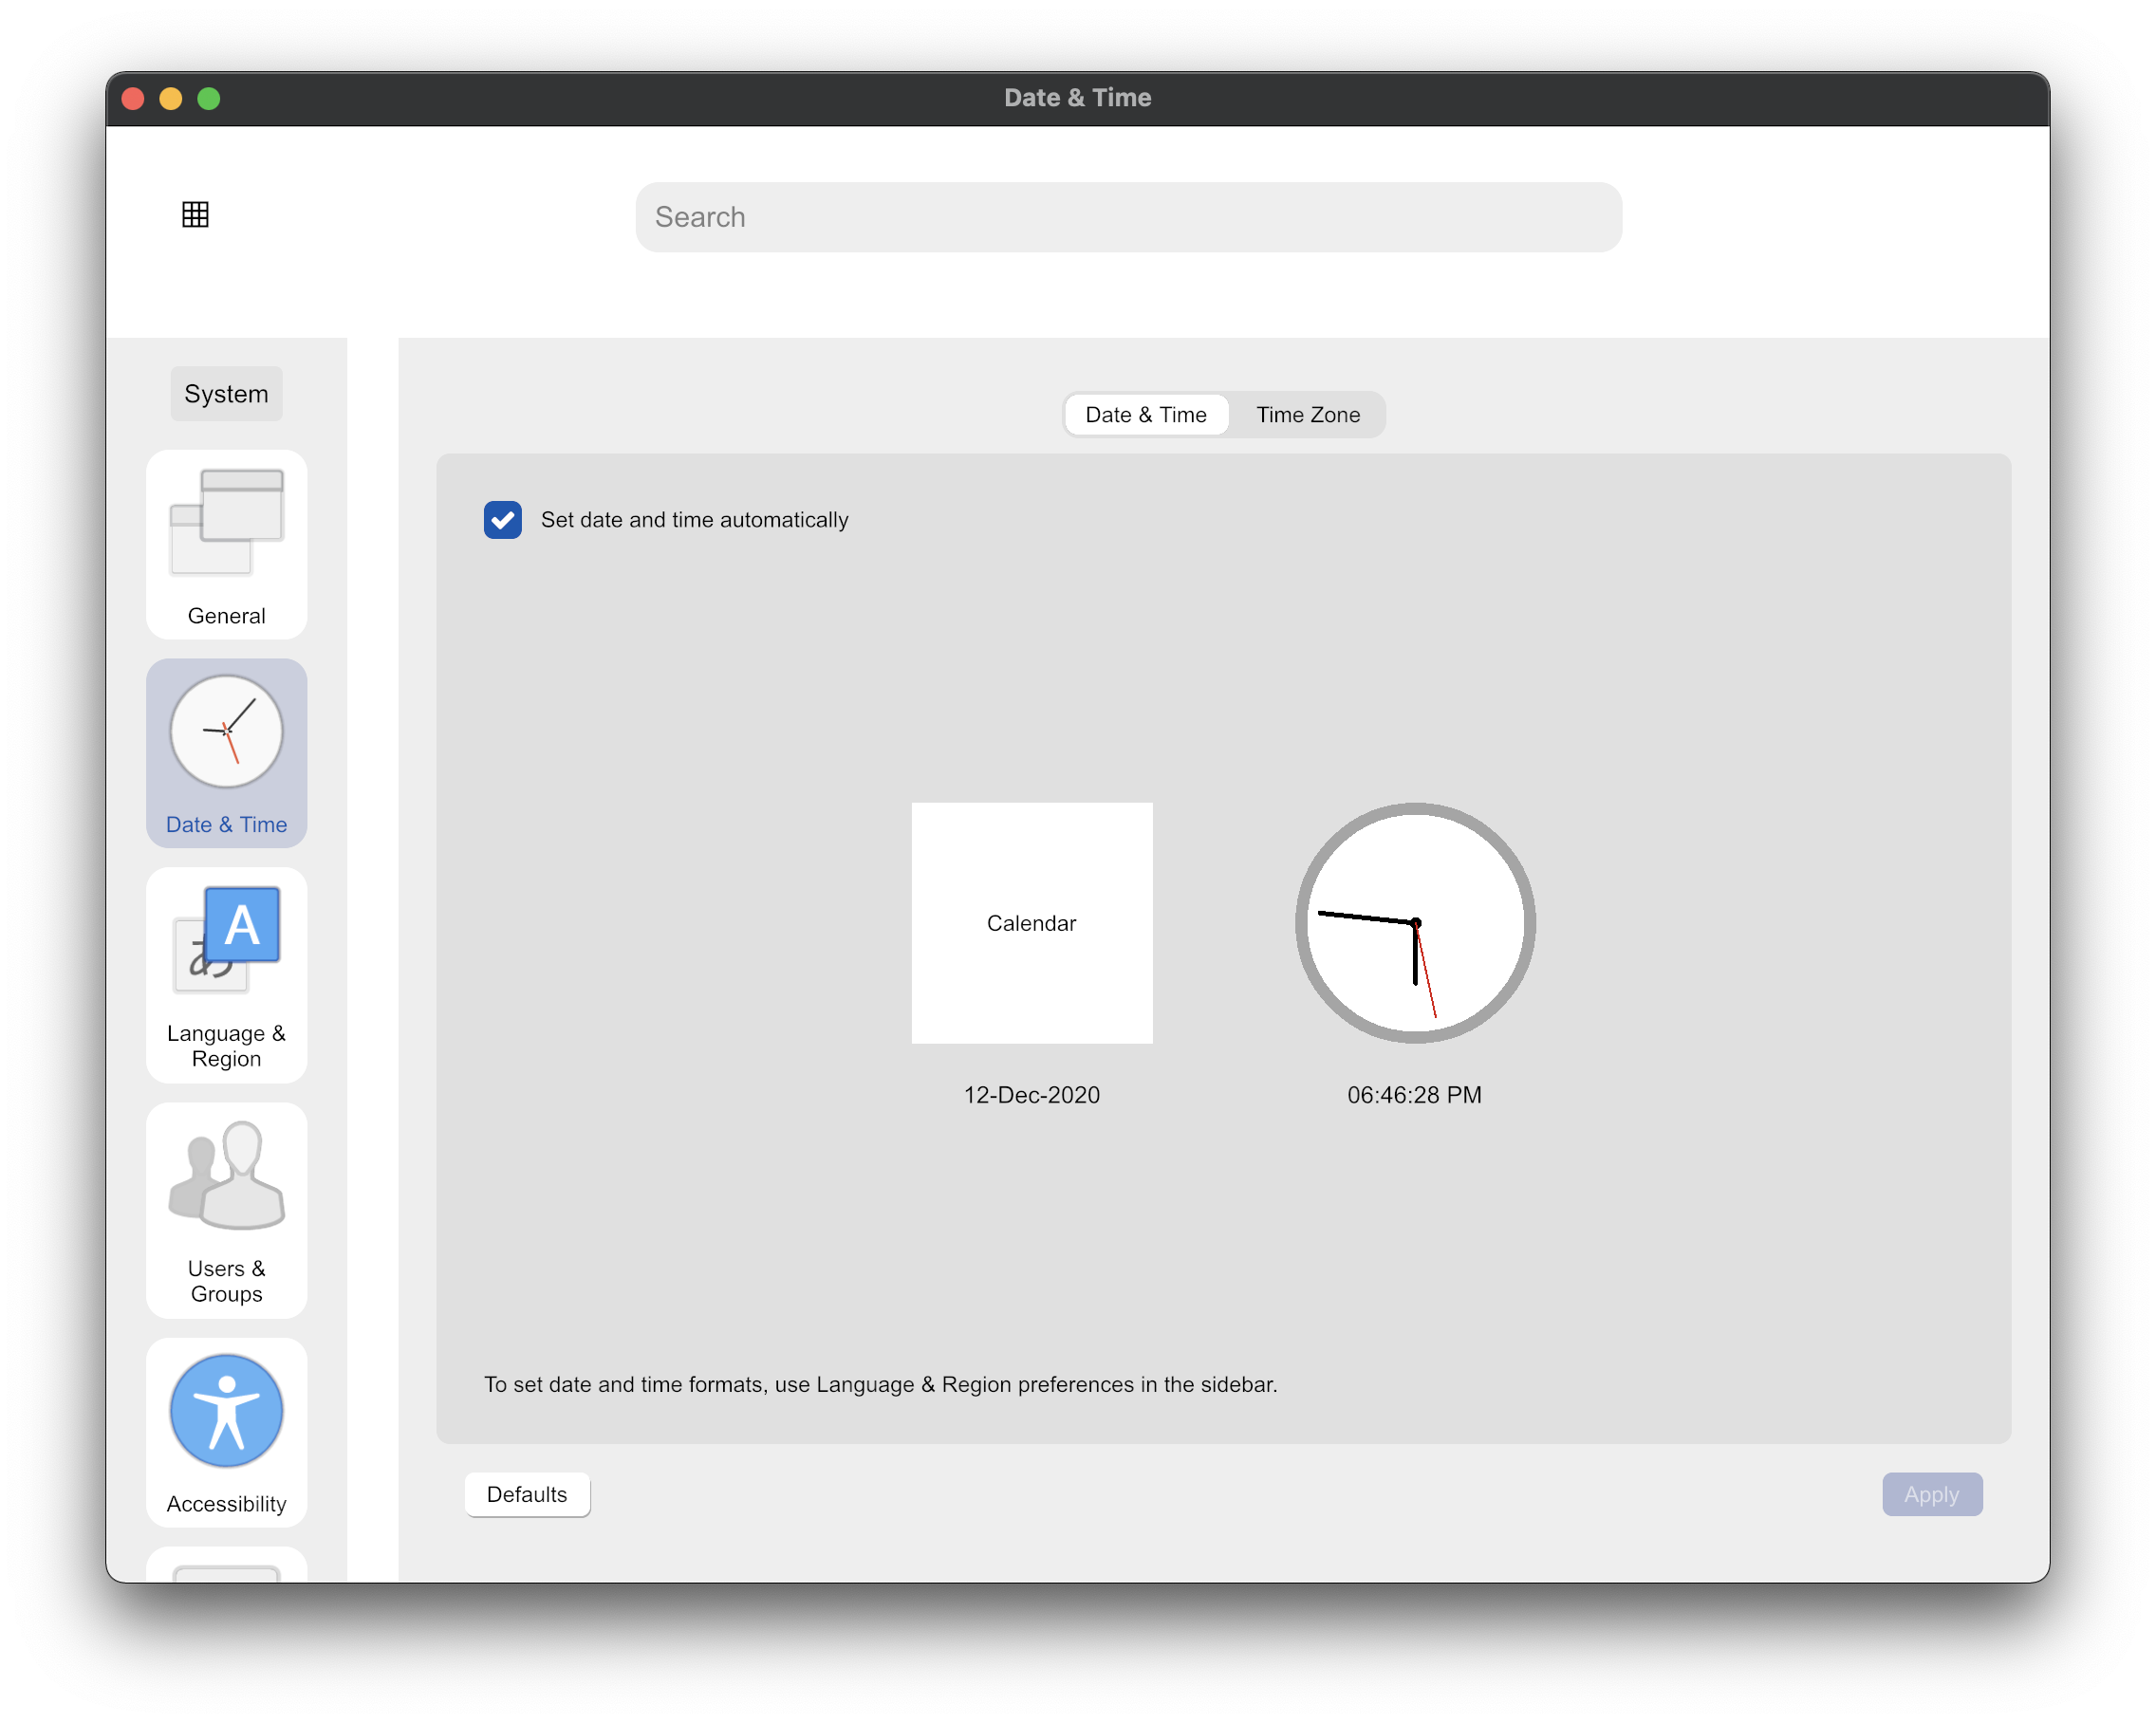 Date & Time
Search
System
General
Date & Time
Language &
Region
Users &
Groups
Accessibility
Date & Time
Time Zone
Set date and time automatically
Calendar
12-Dec-2020
06:46:28 PM
To set date and time formats, use Language & Region preferences in the sidebar.
Defaults
Apply
A
あ